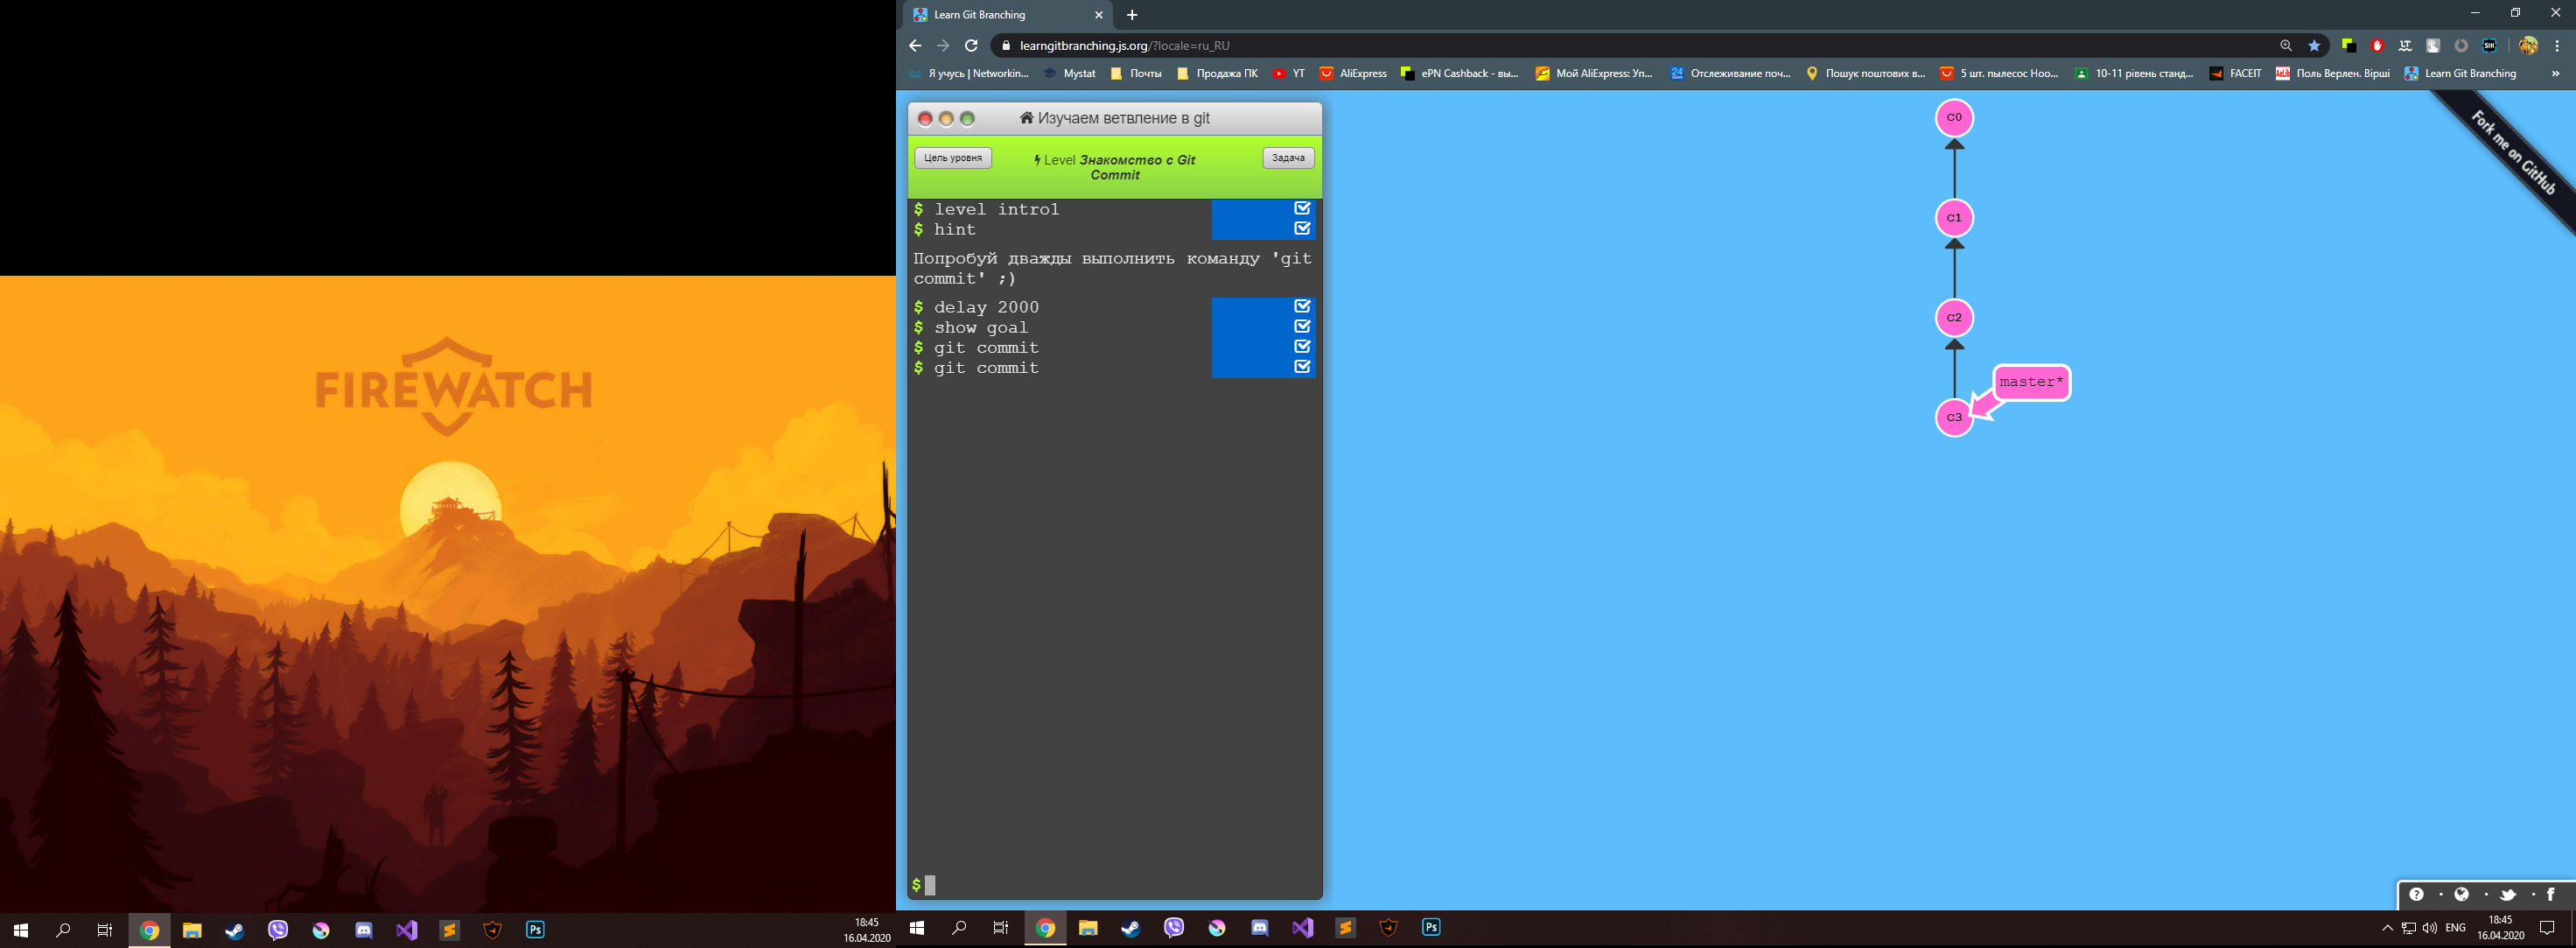 FIREWATCH
18:45
16.04.2020
Learn Git Branching
learngitbranching.js.org/?locale=ru_RU
Я учусь | Networkin... Mystat Почты Продажа ПК YT AliExpress ePN Cashback - вы... Мой AliExpress: Уп... 24 Отслеживание поч... Пошук поштових в... 5 шт. пылесос Hoo... 10-11 рівень станд... FACEIT Поль Верлен. Вірші Learn Git Branching »
Изучаем ветвление в git
Цель уровня
Level Знакомство с Git
Commit
Задача
$ level intro1
$ hint
Попробуй дважды выполнить команду 'git
commit' ;)
$ delay 2000
$ show goal
$ git commit
$ git commit
$
C0
C1
C2
master*
C3
Fork me on GitHub
Ps
Ps
ENG
18:45
16.04.2020